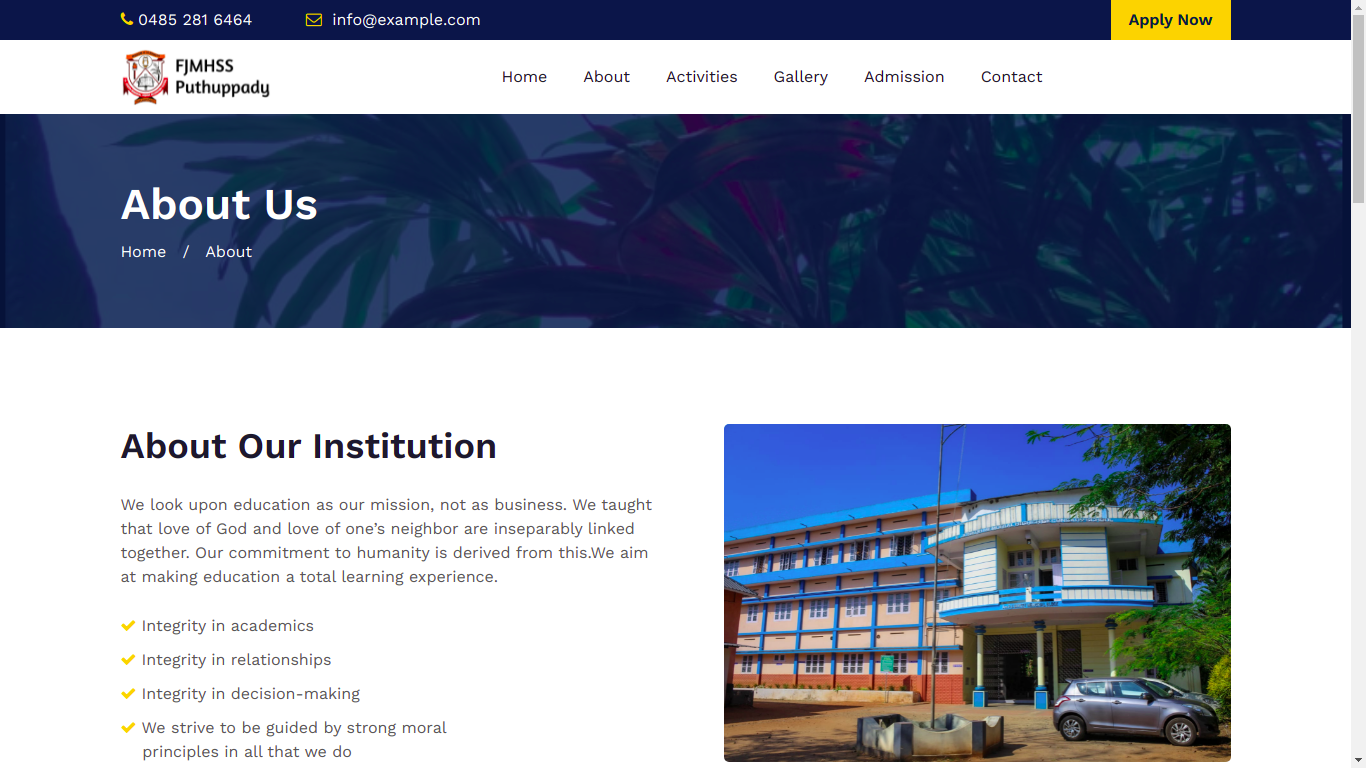 0485 281 6464
info@example.com
Apply Now
FJMHSS
Puthuppady
Home
About
Activities
Gallery
Admission
Contact
About Us
Home / About
About Our Institution
We look upon education as our mission, not as business. We taught
that love of God and love of one’s neighbor are inseparably linked
together. Our commitment to humanity is derived from this.We aim
at making education a total learning experience.
Integrity in academics
Integrity in relationships
Integrity in decision-making
We strive to be guided by strong moral
principles in all that we do